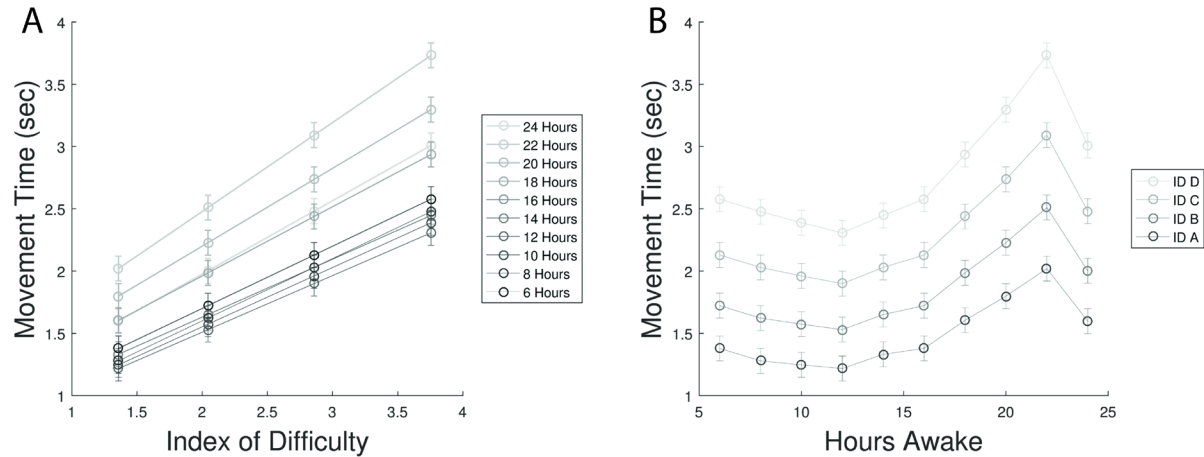 A
Movement Time (sec)
4
3.5
3
2.5
2
1.5
1
1
1.5
2
2.5
3
3.5
4
Index of Difficulty
24 Hours
22 Hours
20 Hours
18 Hours
16 Hours
14 Hours
12 Hours
10 Hours
8 Hours
6 Hours
B
Movement Time (sec)
4
3.5
3
2.5
2
1.5
1
5
10
15
20
25
Hours Awake
ID D
ID C
ID B
ID A